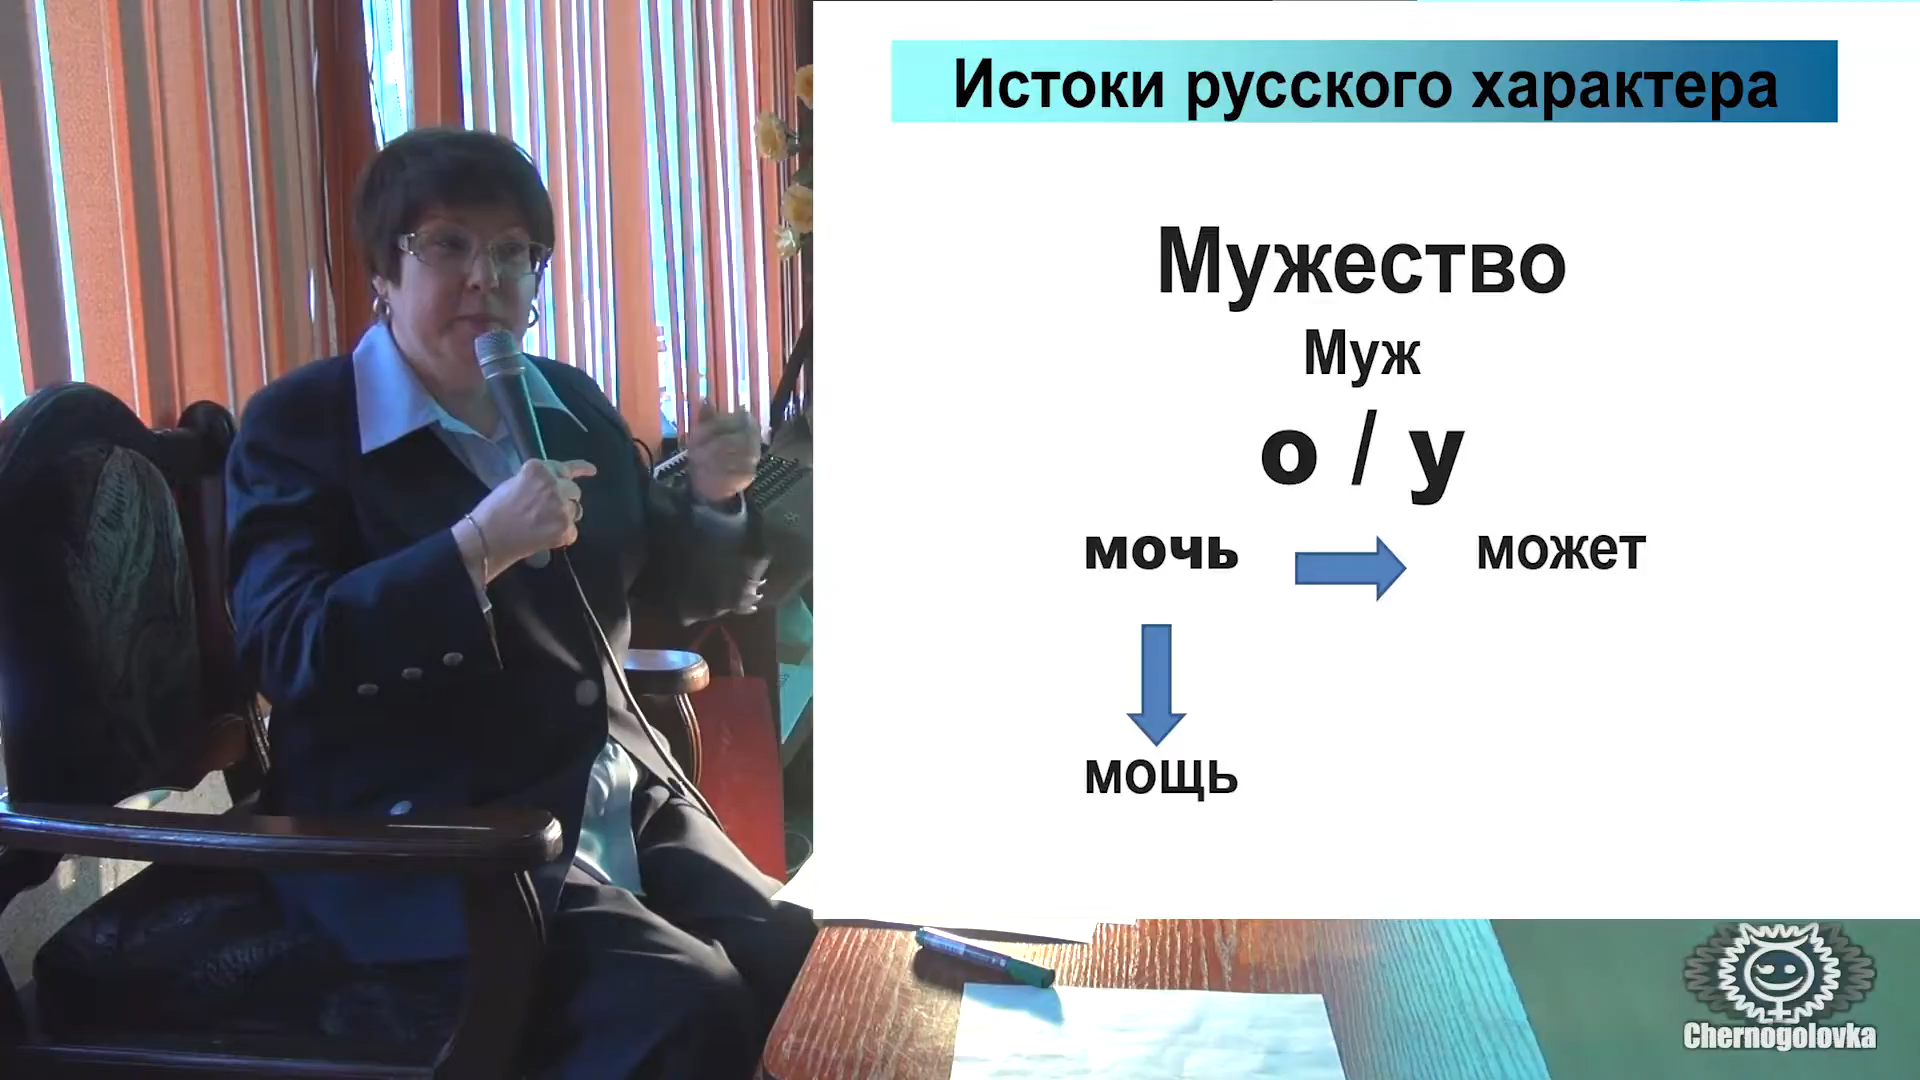 Истоки русского характера
Мужество
Муж
о / у
мочь может
мощь
Chernogolovka